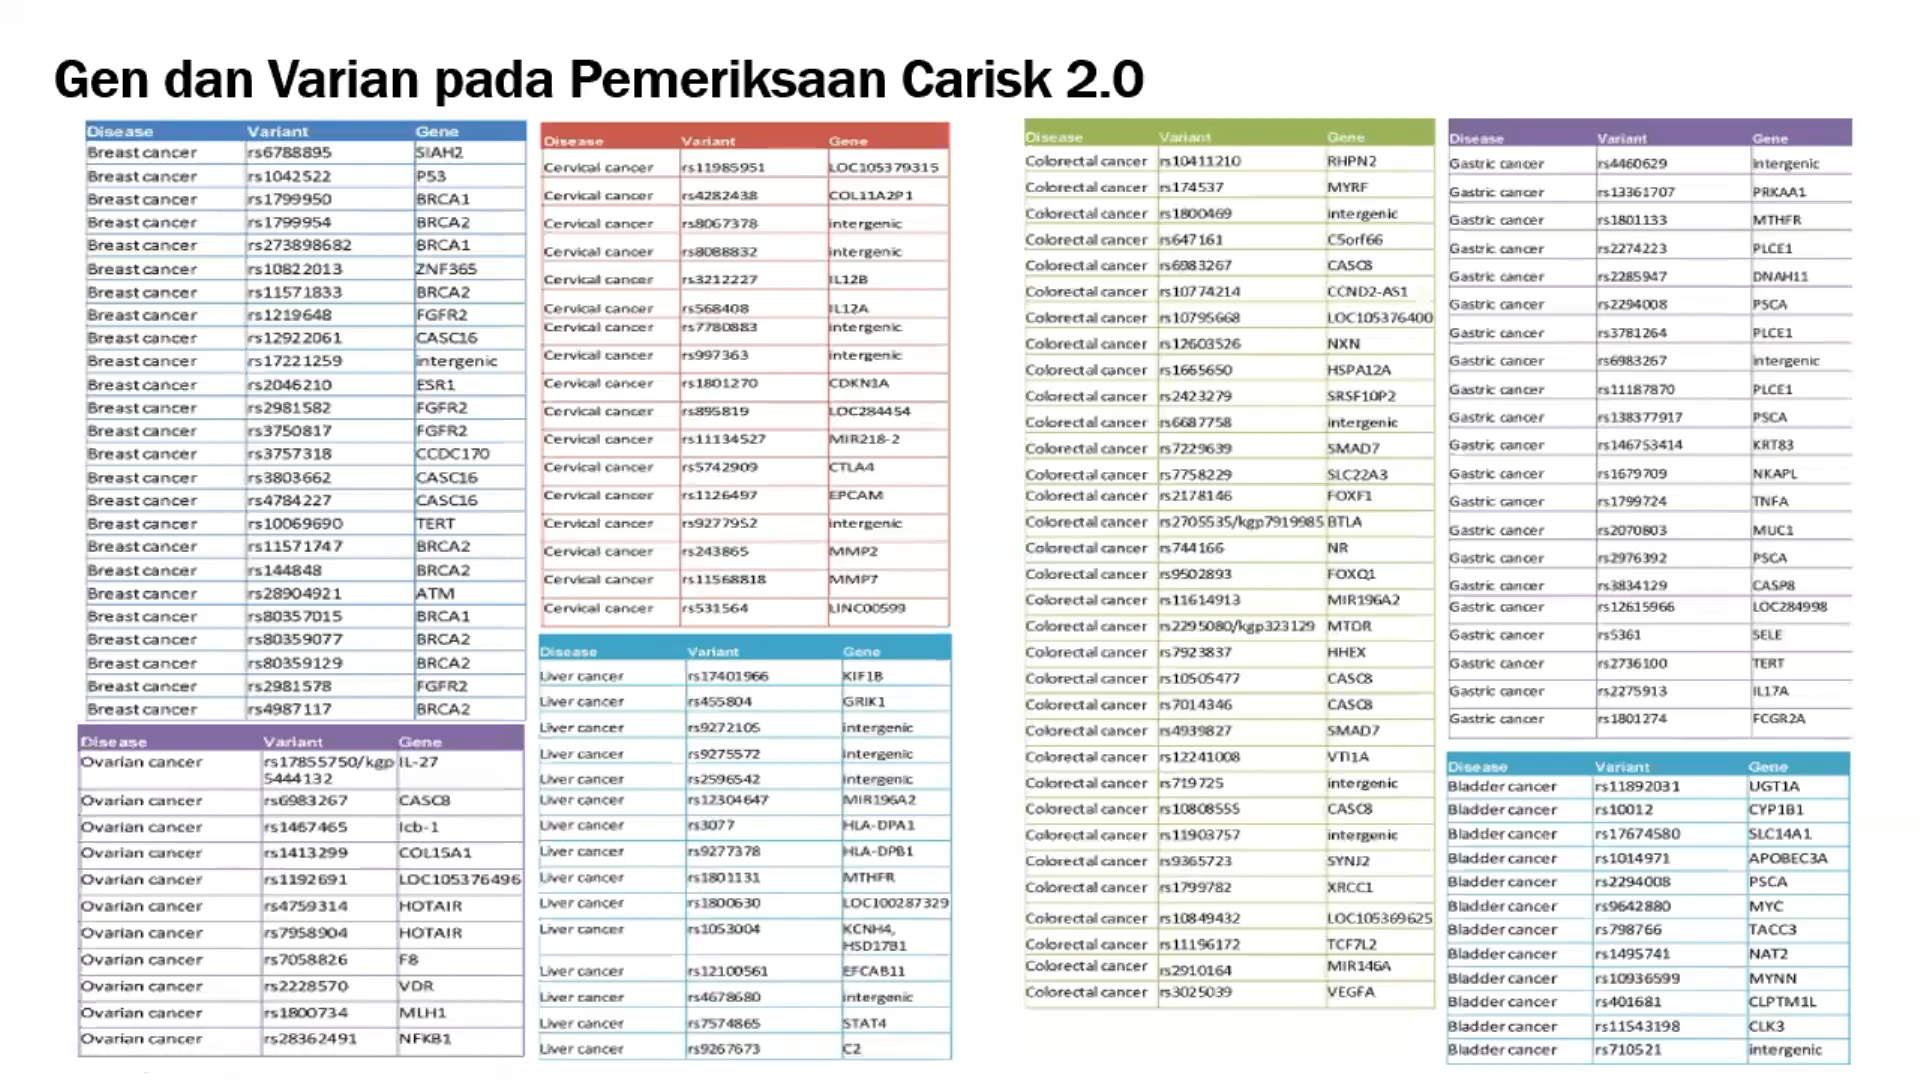 Gen dan Varian pada Pemeriksaan Carisk 2.0
Disease Variant Gene
Breast cancer rs6788895 SIAH2
Breast cancer rs1042522 P53
Breast cancer rs1799950 BRCA1
Breast cancer rs1799954 BRCA2
Breast cancer rs273898682 BRCA1
Breast cancer rs10822013 ZNF365
Breast cancer rs11571833 BRCA2
Breast cancer rs1219648 FGFR2
Breast cancer rs12922061 CASC16
Breast cancer rs17221259 intergenic
Breast cancer rs2046210 ESR1
Breast cancer rs2981582 FGFR2
Breast cancer rs3750817 FGFR2
Breast cancer rs3757318 CCDC170
Breast cancer rs3803662 CASC16
Breast cancer rs4784227 CASC16
Breast cancer rs10069690 TERT
Breast cancer rs11571747 BRCA2
Breast cancer rs144848 BRCA2
Breast cancer rs28904921 ATM
Breast cancer rs80357015 BRCA1
Breast cancer rs80359077 BRCA2
Breast cancer rs80359129 BRCA2
Breast cancer rs2981578 FGFR2
Breast cancer rs4987117 BRCA2
Disease Variant Gene
Ovarian cancer rs17855750/kgp IL-27
5444132
Ovarian cancer rs6983267 CASC8
Ovarian cancer rs1467465 Icb-1
Ovarian cancer rs1413299 COL15A1
Ovarian cancer rs1192691 LOC105376496
Ovarian cancer rs4759314 HOTAIR
Ovarian cancer rs7958904 HOTAIR
Ovarian cancer rs7058826 F8
Ovarian cancer rs2228570 VDR
Ovarian cancer rs1800734 MLH1
Ovarian cancer rs28362491 NFKB1
Disease Variant Gene
Cervical cancer rs11985951 LOC105379315
Cervical cancer rs4282438 COL11A2P1
Cervical cancer rs8067378 intergenic
Cervical cancer rs8088832 intergenic
Cervical cancer rs3212227 IL12B
Cervical cancer rs568408 IL12A
Cervical cancer rs7780883 intergenic
Cervical cancer rs997363 intergenic
Cervical cancer rs1801270 CDKN1A
Cervical cancer rs895819 LOC284454
Cervical cancer rs11134527 MIR218-2
Cervical cancer rs5742909 CTLA4
Cervical cancer rs1126497 EPCAM
Cervical cancer rs9277952 intergenic
Cervical cancer rs243865 MMP2
Cervical cancer rs11568818 MMP7
Cervical cancer rs531564 LINC00599
Disease Variant Gene
Liver cancer rs17401966 KIF1B
Liver cancer rs455804 GRIK1
Liver cancer rs9272105 intergenic
Liver cancer rs9275572 intergenic
Liver cancer rs2596542 intergenic
Liver cancer rs12304647 MIR196A2
Liver cancer rs3077 HLA-DPA1
Liver cancer rs9277378 HLA-DPB1
Liver cancer rs1801131 MTHFR
Liver cancer rs1800630 LOC100287329
Liver cancer rs1053004 KCNH4,
HSD17B1
Liver cancer rs12100561 EFCAB11
Liver cancer rs4678680 intergenic
Liver cancer rs7574865 STAT4
Liver cancer rs9267673 C2
Disease Variant Gene
Colorectal cancer rs10411210 RHPN2
Colorectal cancer rs174537 MYRF
Colorectal cancer rs1800469 intergenic
Colorectal cancer rs647161 C5orf66
Colorectal cancer rs6983267 CASC8
Colorectal cancer rs10774214 CCND2-AS1
Colorectal cancer rs10795668 LOC105376400
Colorectal cancer rs12603526 NXN
Colorectal cancer rs1665650 HSPA12A
Colorectal cancer rs2423279 SRSF10P2
Colorectal cancer rs6687758 intergenic
Colorectal cancer rs7229639 SMAD7
Colorectal cancer rs7758229 SLC22A3
Colorectal cancer rs2178146 FOXF1
Colorectal cancer rs2705535/kgp7919985 BTLA
Colorectal cancer rs744166 NR
Colorectal cancer rs9502893 FOXQ1
Colorectal cancer rs11614913 MIR196A2
Colorectal cancer rs2295080/kgp323129 MTOR
Colorectal cancer rs7923837 HHEX
Colorectal cancer rs10505477 CASC8
Colorectal cancer rs7014346 CASC8
Colorectal cancer rs4939827 SMAD7
Colorectal cancer rs12241008 VTI1A
Colorectal cancer rs719725 intergenic
Colorectal cancer rs10808555 CASC8
Colorectal cancer rs11903757 intergenic
Colorectal cancer rs9365723 SYNJ2
Colorectal cancer rs1799782 XRCC1
Colorectal cancer rs10849432 LOC105369625
Colorectal cancer rs11196172 TCF7L2
Colorectal cancer rs2910164 MIR146A
Colorectal cancer rs3025039 VEGFA
Disease Variant Gene
Gastric cancer rs4460629 intergenic
Gastric cancer rs13361707 PRKAA1
Gastric cancer rs1801133 MTHFR
Gastric cancer rs2274223 PLCE1
Gastric cancer rs2285947 DNAH11
Gastric cancer rs2294008 PSCA
Gastric cancer rs3781264 PLCE1
Gastric cancer rs6983267 intergenic
Gastric cancer rs11187870 PLCE1
Gastric cancer rs138377917 PSCA
Gastric cancer rs146753414 KRT83
Gastric cancer rs1679709 NKAPL
Gastric cancer rs1799724 TNFA
Gastric cancer rs2070803 MUC1
Gastric cancer rs2976392 PSCA
Gastric cancer rs3834129 CASP8
Gastric cancer rs12615966 LOC284998
Gastric cancer rs5361 SELE
Gastric cancer rs2736100 TERT
Gastric cancer rs2275913 IL17A
Gastric cancer rs1801274 FCGR2A
Disease Variant Gene
Bladder cancer rs11892031 UGT1A
Bladder cancer rs10012 CYP1B1
Bladder cancer rs17674580 SLC14A1
Bladder cancer rs1014971 APOBEC3A
Bladder cancer rs2294008 PSCA
Bladder cancer rs9642880 MYC
Bladder cancer rs798766 TACC3
Bladder cancer rs1495741 NAT2
Bladder cancer rs10936599 MYNN
Bladder cancer rs401681 CLPTM1L
Bladder cancer rs11543198 CLK3
Bladder cancer rs710521 intergenic